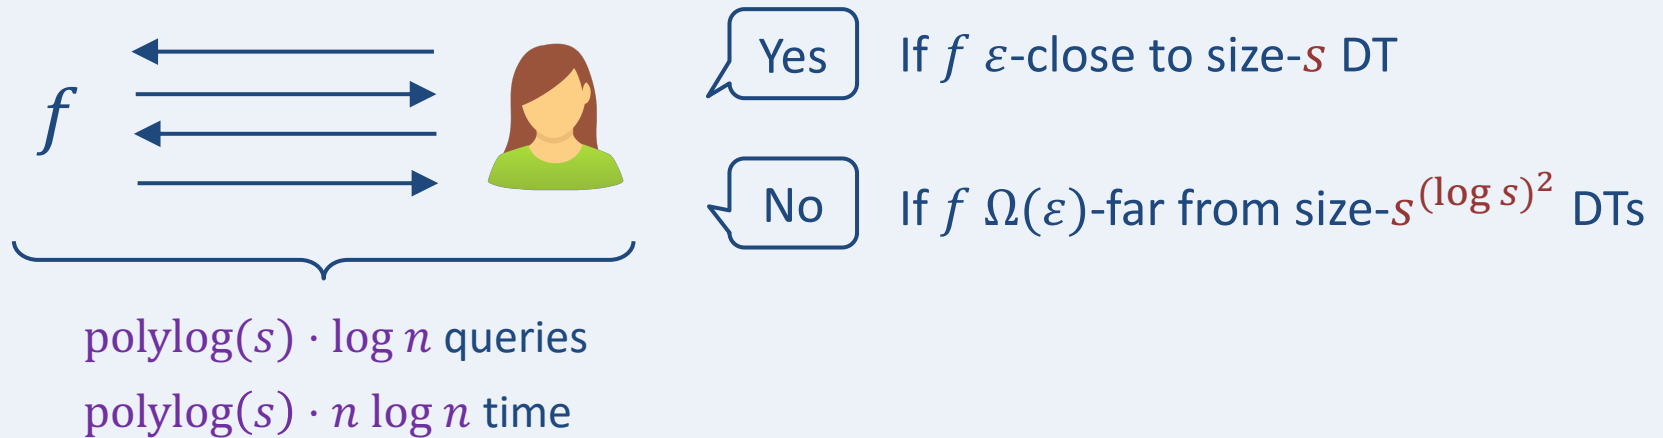 f
Yes
If f ε-close to size-s DT
No
If f Ω(ε)-far from size-s^(log s)^2 DTs
polylog(s) · log n queries
polylog(s) · n log n time